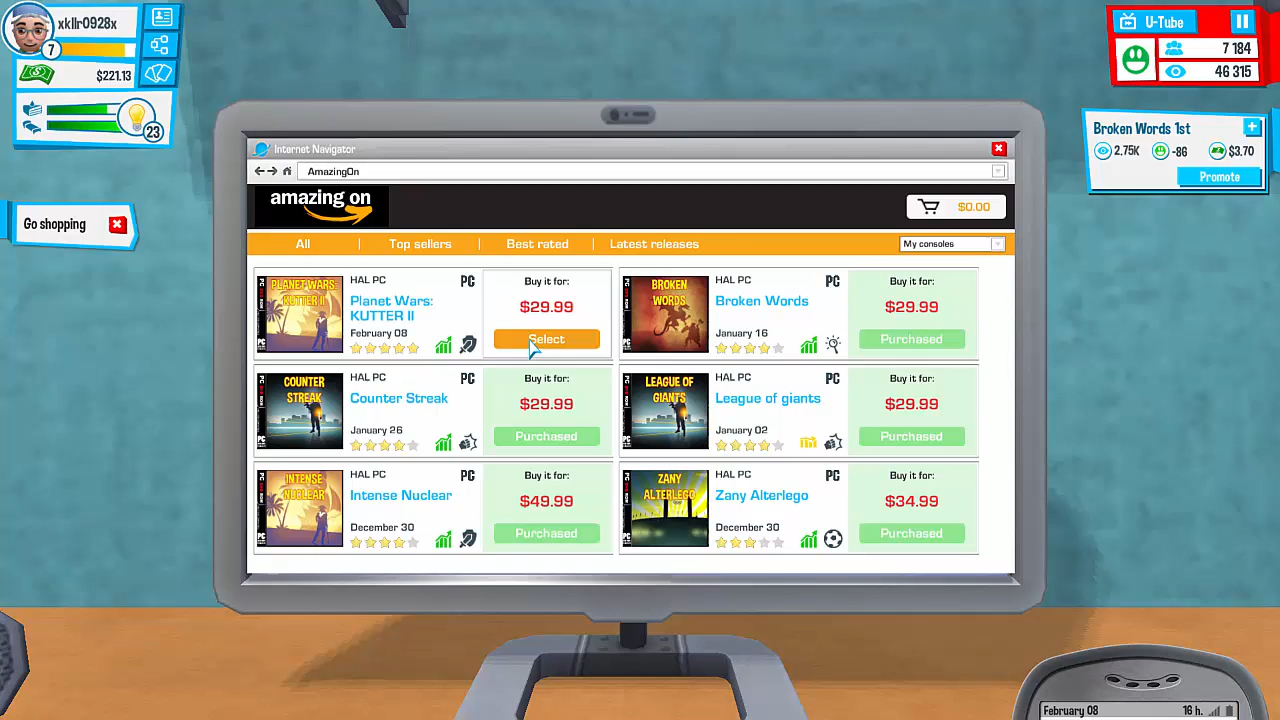 xkllr0928x
7
$221.13
23
Go shopping
U-Tube
7 184
46 315
Broken Words 1st
2.75K
-86
$3.70
Promote
Internet Navigator
AmazingOn
amazing on
$0.00
All
Top sellers
Best rated
Latest releases
My consoles
PLANET WARS:
KUTTER II
HAL PC
PC
Planet Wars:
KUTTER II
February 08
Buy it for:
$29.99
Select
BROKEN
WORDS
HAL PC
PC
Broken Words
January 16
Buy it for:
$29.99
Purchased
COUNTER
STREAK
HAL PC
PC
Counter Streak
January 26
Buy it for:
$29.99
Purchased
LEAGUE OF
GIANTS
HAL PC
PC
League of giants
January 02
Buy it for:
$29.99
Purchased
INTENSE
NUCLEAR
HAL PC
PC
Intense Nuclear
December 30
Buy it for:
$49.99
Purchased
ZANY
ALTERLEGO
HAL PC
PC
Zany Alterlego
December 30
Buy it for:
$34.99
Purchased
February 08
16 h.